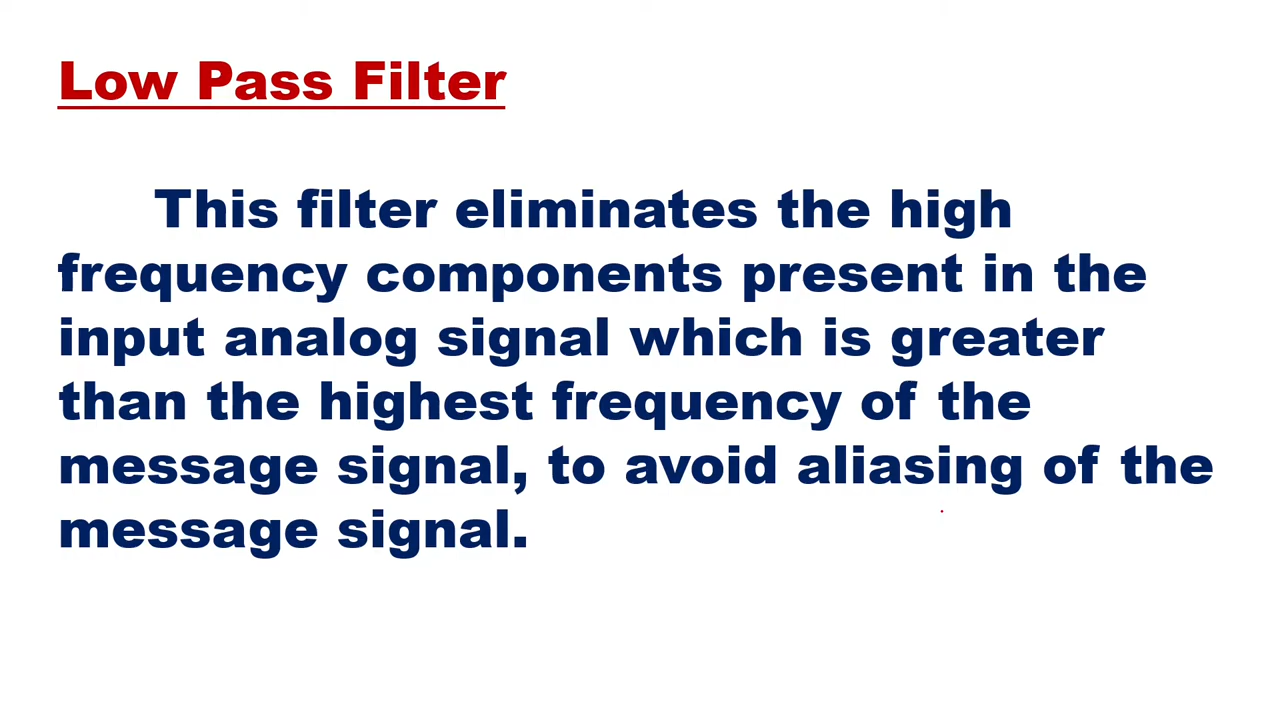 Low Pass Filter
This filter eliminates the high
frequency components present in the
input analog signal which is greater
than the highest frequency of the
message signal, to avoid aliasing of the
message signal.